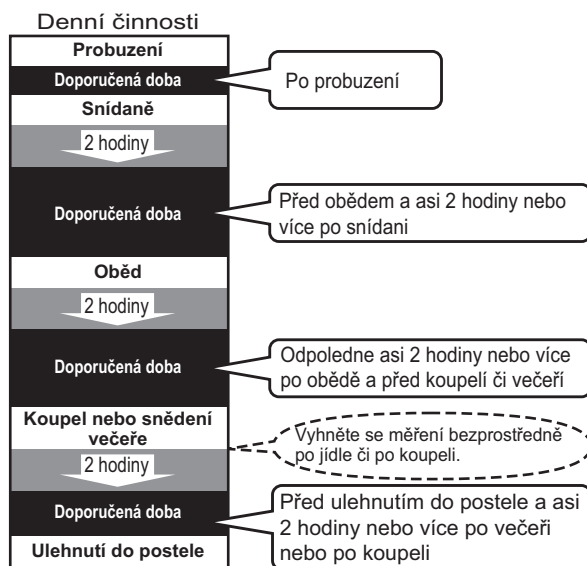 Denní činnosti
Probuzení
Doporučená doba
Po probuzení
Snídaně
2 hodiny
Doporučená doba
Před obědem a asi 2 hodiny nebo
více po snídani
Oběd
2 hodiny
Doporučená doba
Odpoledne asi 2 hodiny nebo více
po obědě a před koupelí či večeří
Koupel nebo snědení
večeře
Vyhněte se měření bezprostředně
po jídle či po koupeli.
2 hodiny
Doporučená doba
Před ulehnutím do postele a asi
2 hodiny nebo více po večeři
nebo po koupeli
Ulehnutí do postele